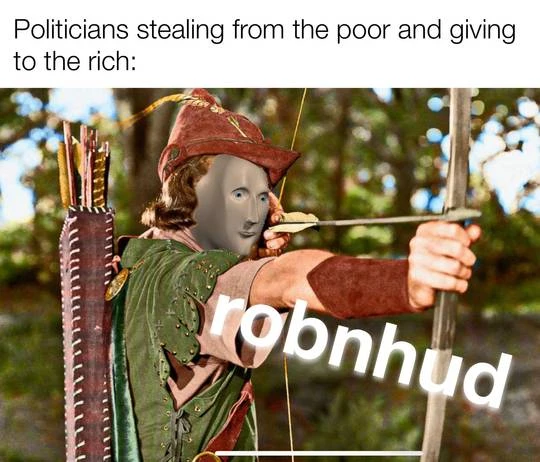 Politicians stealing from the poor and giving
to the rich:
robnhud